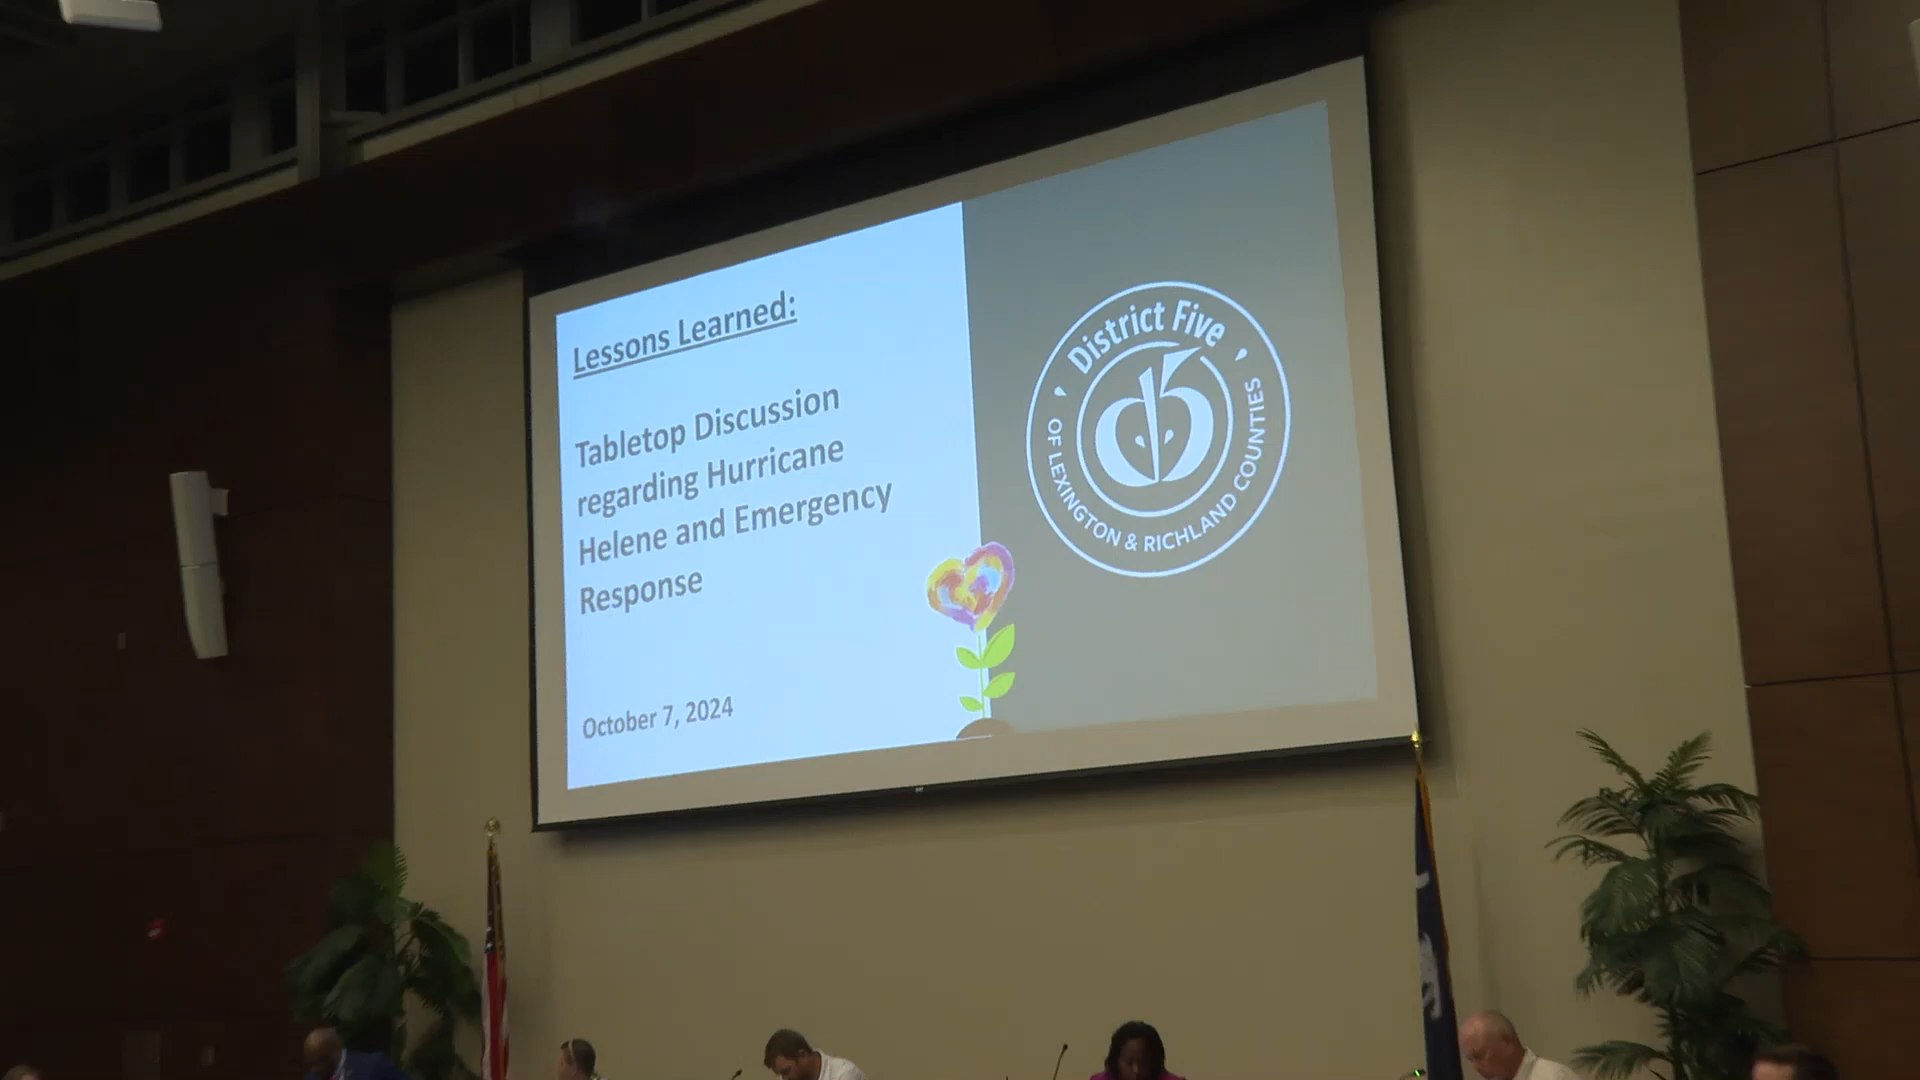 Lessons Learned:
Tabletop Discussion
regarding Hurricane
Helene and Emergency
Response
October 7, 2024
District Five
OF LEXINGTON & RICHLAND COUNTIES